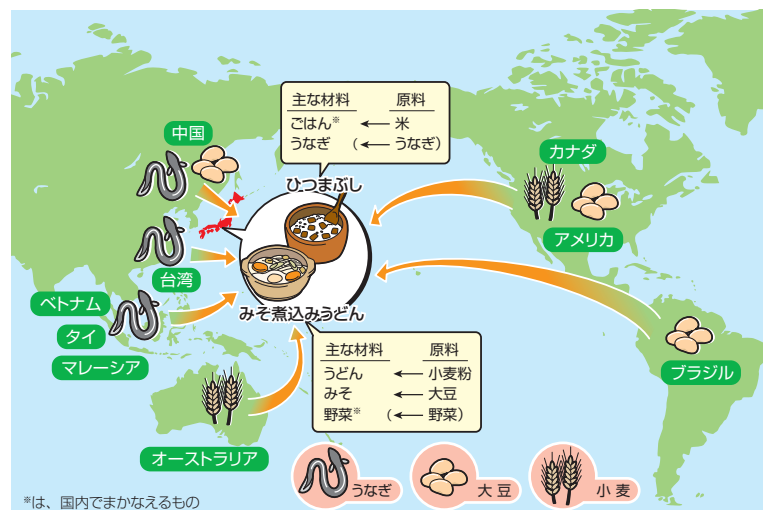 主な材料 原料
ごはん※ ← 米
うなぎ (← うなぎ)
ひつまぶし
中国
台湾
ベトナム
タイ
マレーシア
オーストラリア
カナダ
アメリカ
ブラジル
みそ煮込みうどん
主な材料 原料
うどん ← 小麦粉
みそ ← 大豆
野菜※ (← 野菜)
うなぎ 大豆 小麦
※は、国内でまかなえるもの